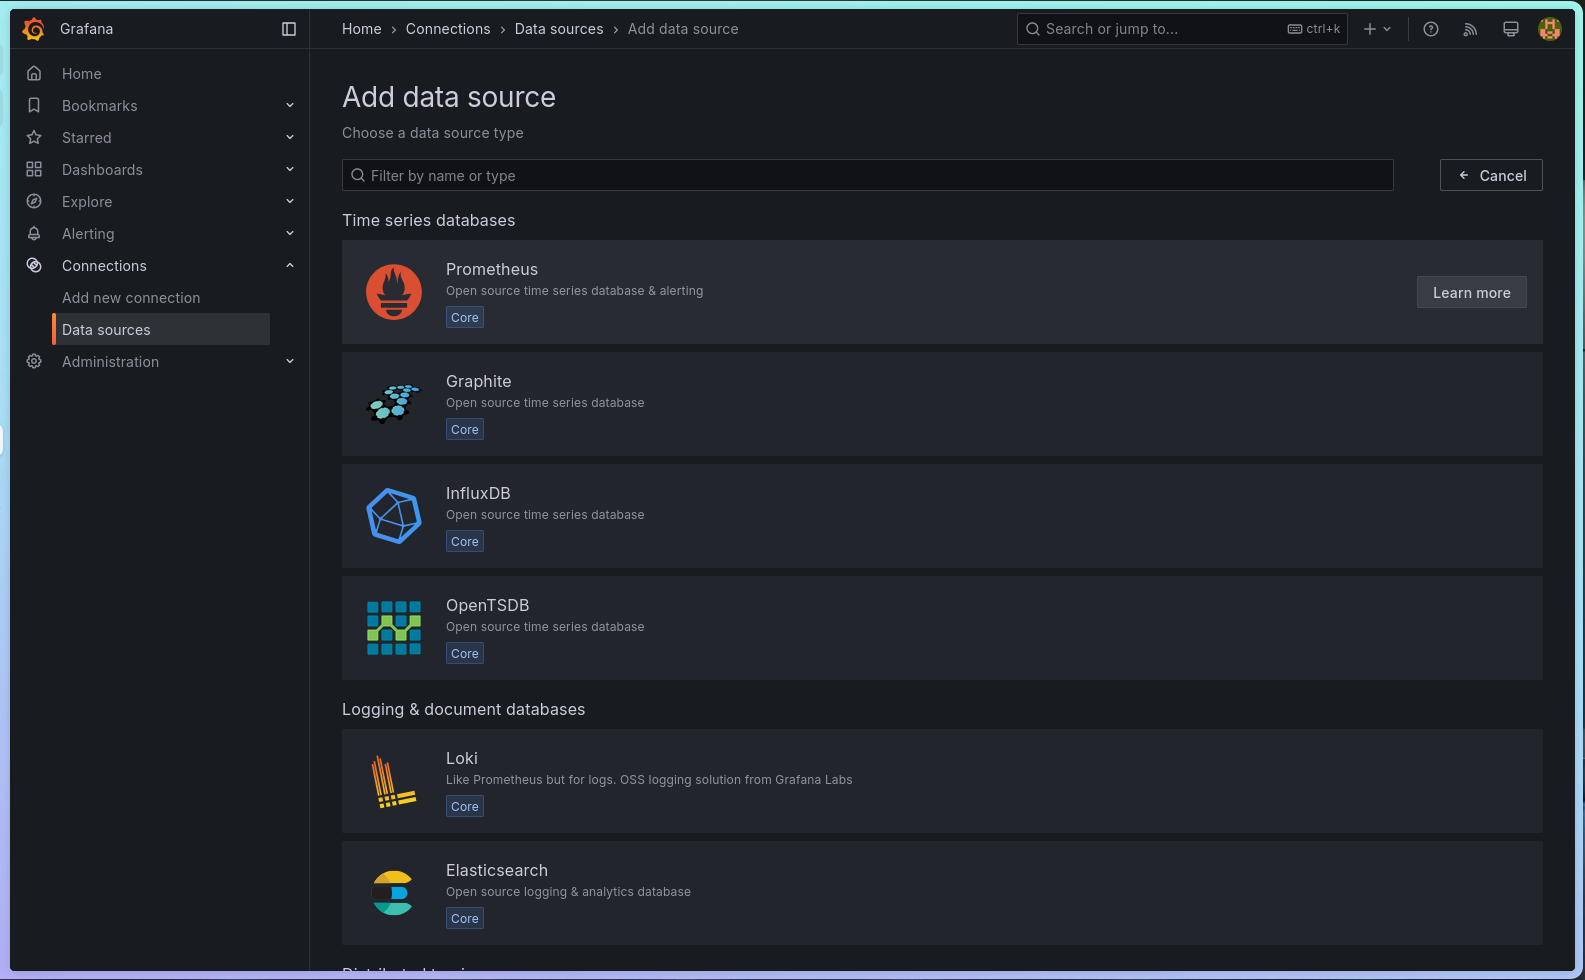 Grafana
Home › Connections › Data sources › Add data source
Search or jump to...
ctrl+k
Home
Bookmarks
Starred
Dashboards
Explore
Alerting
Connections
Add new connection
Data sources
Administration
Add data source
Choose a data source type
Filter by name or type
Cancel
Time series databases
Prometheus
Open source time series database & alerting
Core
Learn more
Graphite
Open source time series database
Core
InfluxDB
Open source time series database
Core
OpenTSDB
Open source time series database
Core
Logging & document databases
Loki
Like Prometheus but for logs. OSS logging solution from Grafana Labs
Core
Elasticsearch
Open source logging & analytics database
Core